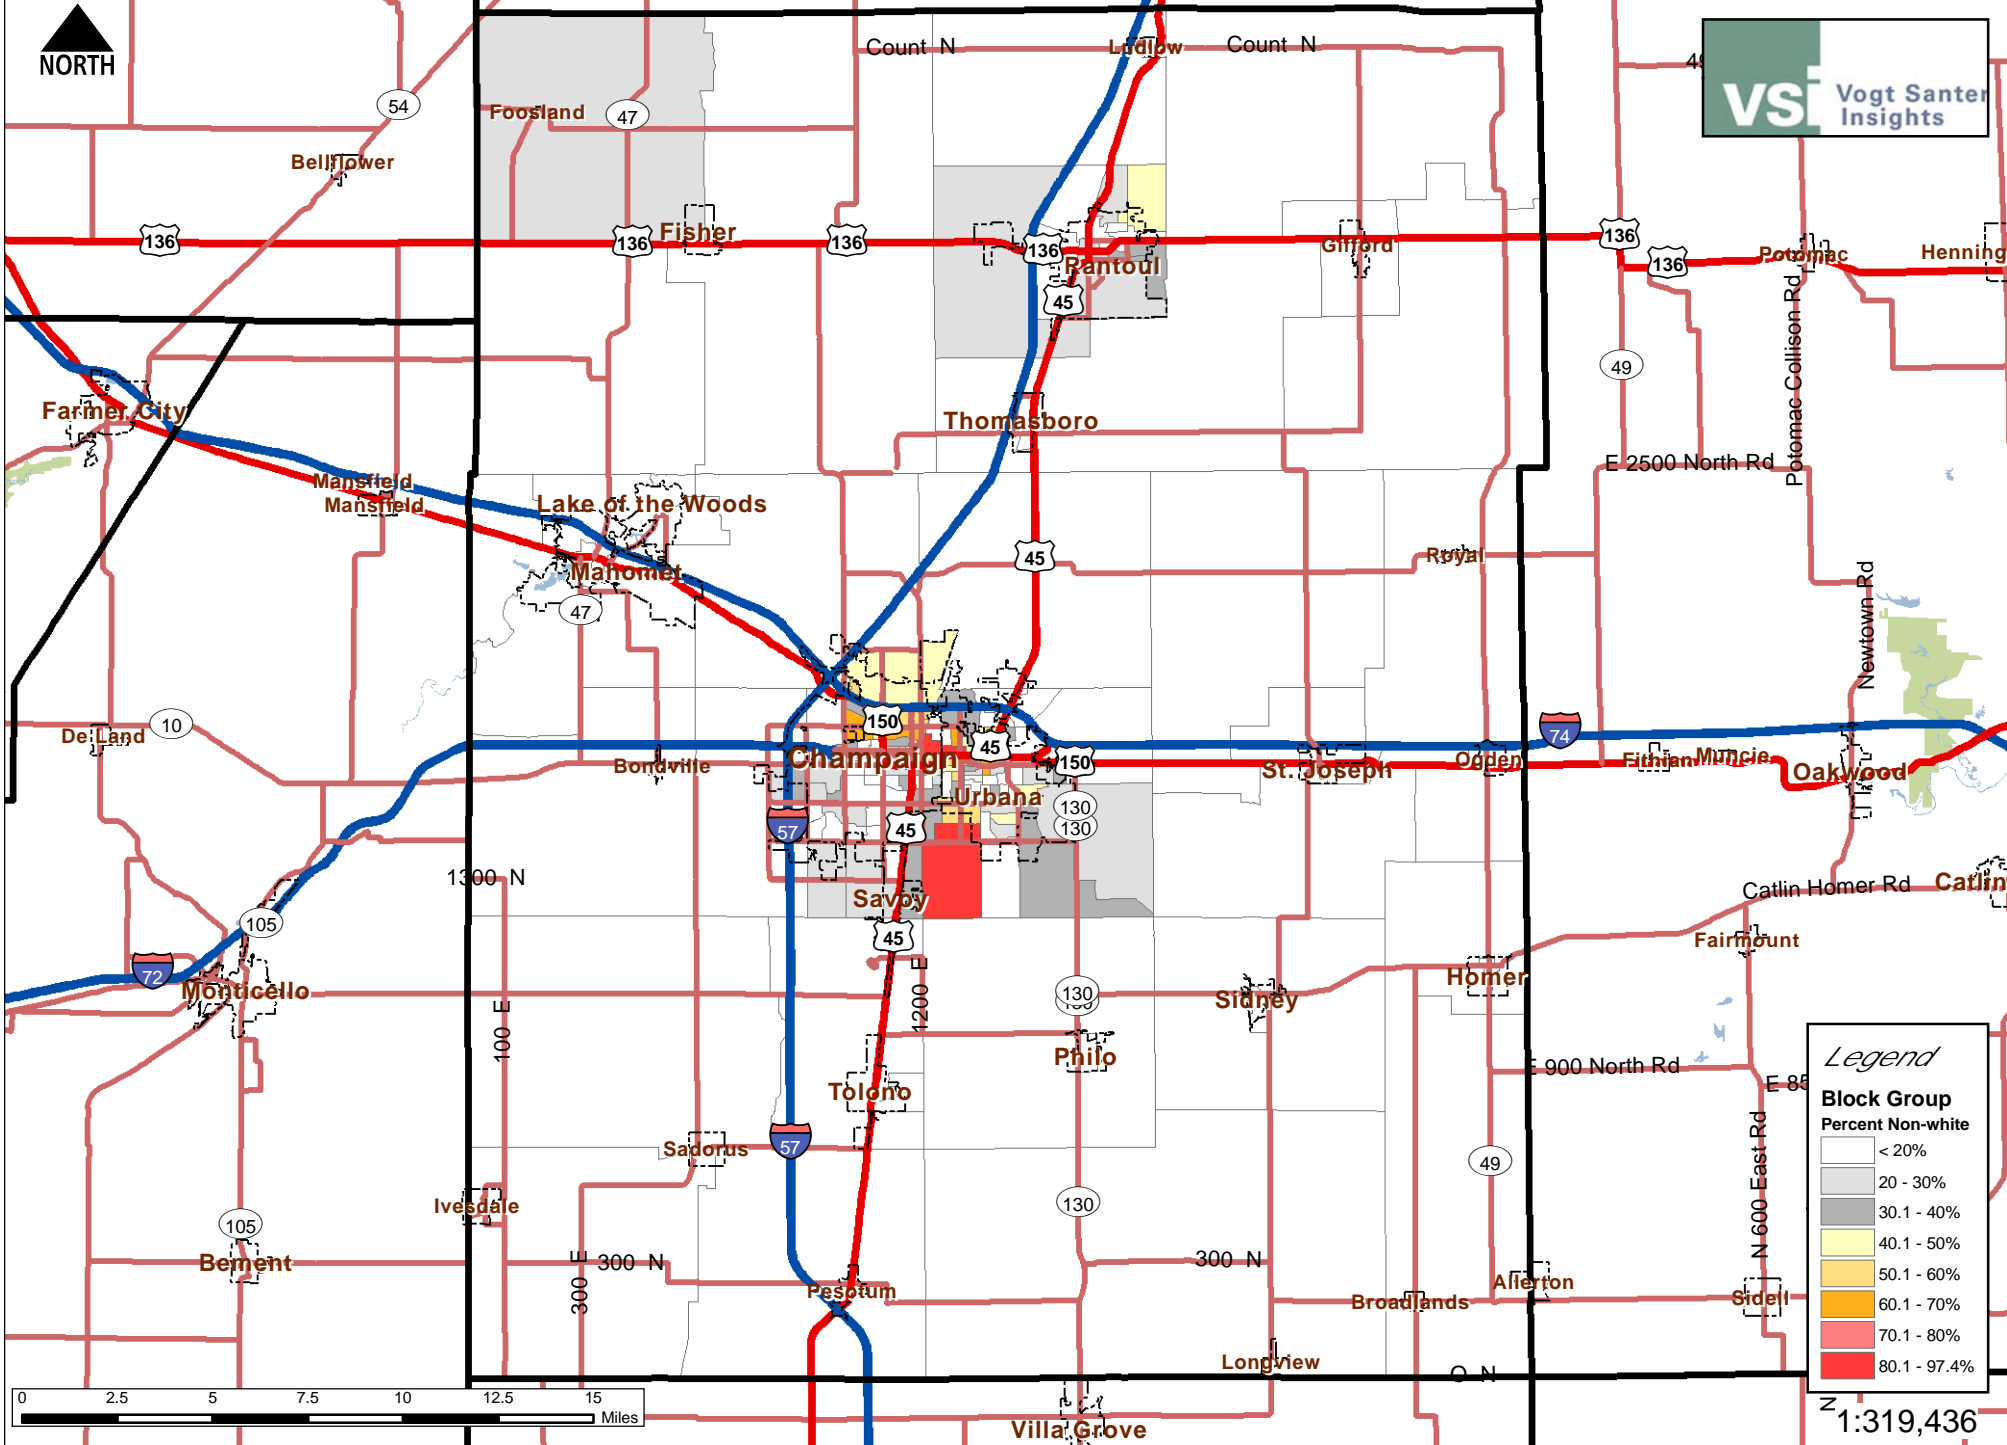 NORTH
Count N
Ludlow
Count N
49
VSi
Vogt Santer
Insights
54
Foosland
47
Bellflower
136
136
Fisher
136
136
Rantoul
45
Gifford
136
136
Potomac
Henning
Potomac Collison Rd
49
Farmer City
Thomasboro
Mansfield
Mansfield
Lake of the Woods
E 2500 North Rd
45
Royal
Mahomet
47
Newtown Rd
10
De Land
150
45
74
Bondville
Champaign
150
St. Joseph
Ogden
Fithian
Muncie
Oakwood
Urbana
130
130
57
45
1300 N
Savoy
Catlin Homer Rd
Catlin
105
45
Fairmount
72
Monticello
1200 E
130
Sidney
Homer
100 E
Philo
E 900 North Rd
E 85
Tolono
57
Sadorus
49
N 600 East Rd
Ivesdale
130
105
Bement
300 E
300 N
300 N
Pesotum
Broadlands
Allerton
Sidell
Longview
O N
Villa Grove
Legend
Block Group
Percent Non-white
< 20%
20 - 30%
30.1 - 40%
40.1 - 50%
50.1 - 60%
60.1 - 70%
70.1 - 80%
80.1 - 97.4%
0 2.5 5 7.5 10 12.5 15
Miles
N
1:319,436